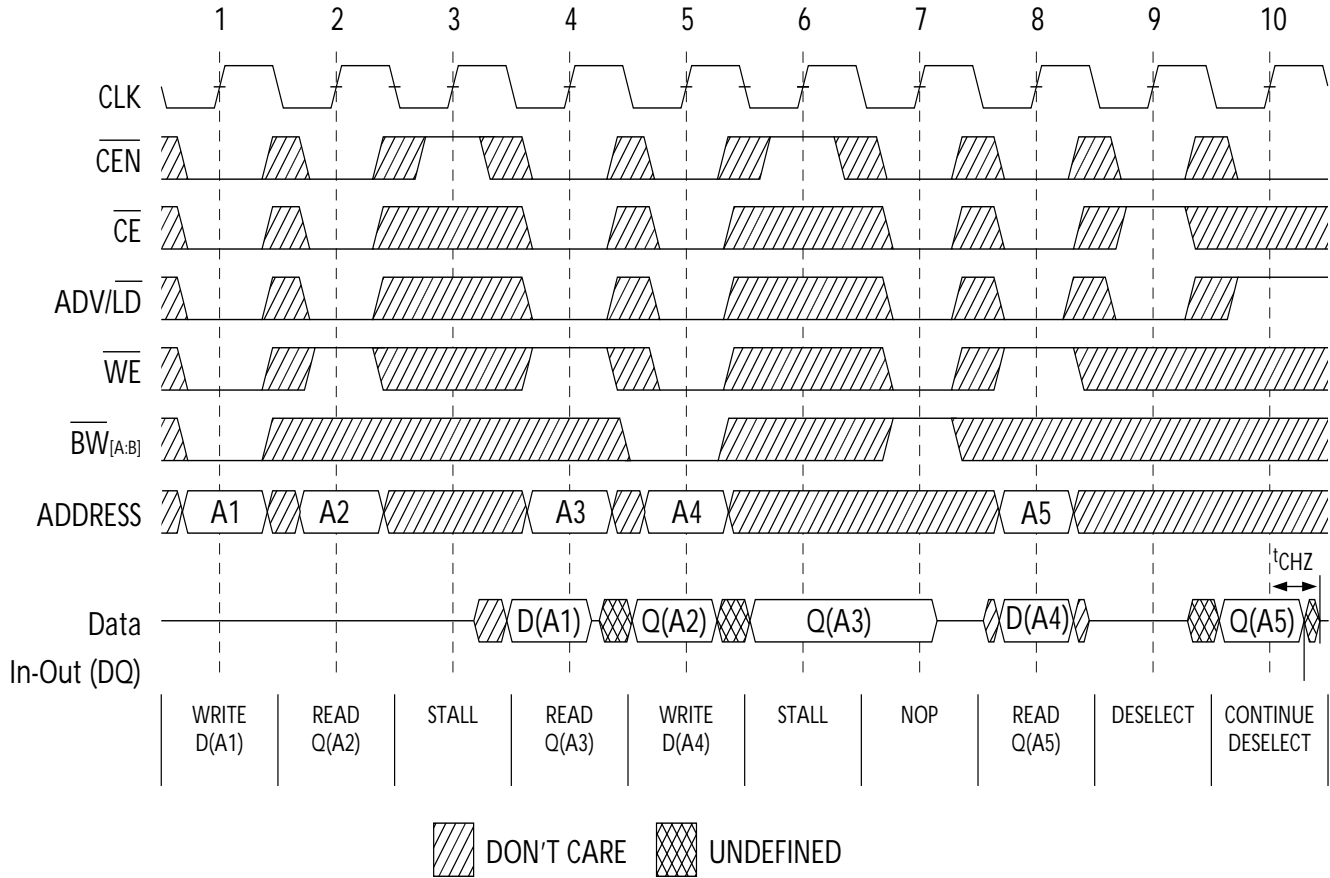 1 2 3 4 5 6 7 8 9 10
CLK
CEN
CE
ADV/LD
WE
BW[A:B]
ADDRESS A1 A2 A3 A4 A5
tCHZ
Data D(A1) Q(A2) Q(A3) D(A4) Q(A5)
In-Out (DQ)
WRITE READ STALL READ WRITE STALL NOP READ DESELECT CONTINUE
D(A1) Q(A2) Q(A3) D(A4) Q(A5) DESELECT
DON'T CARE UNDEFINED